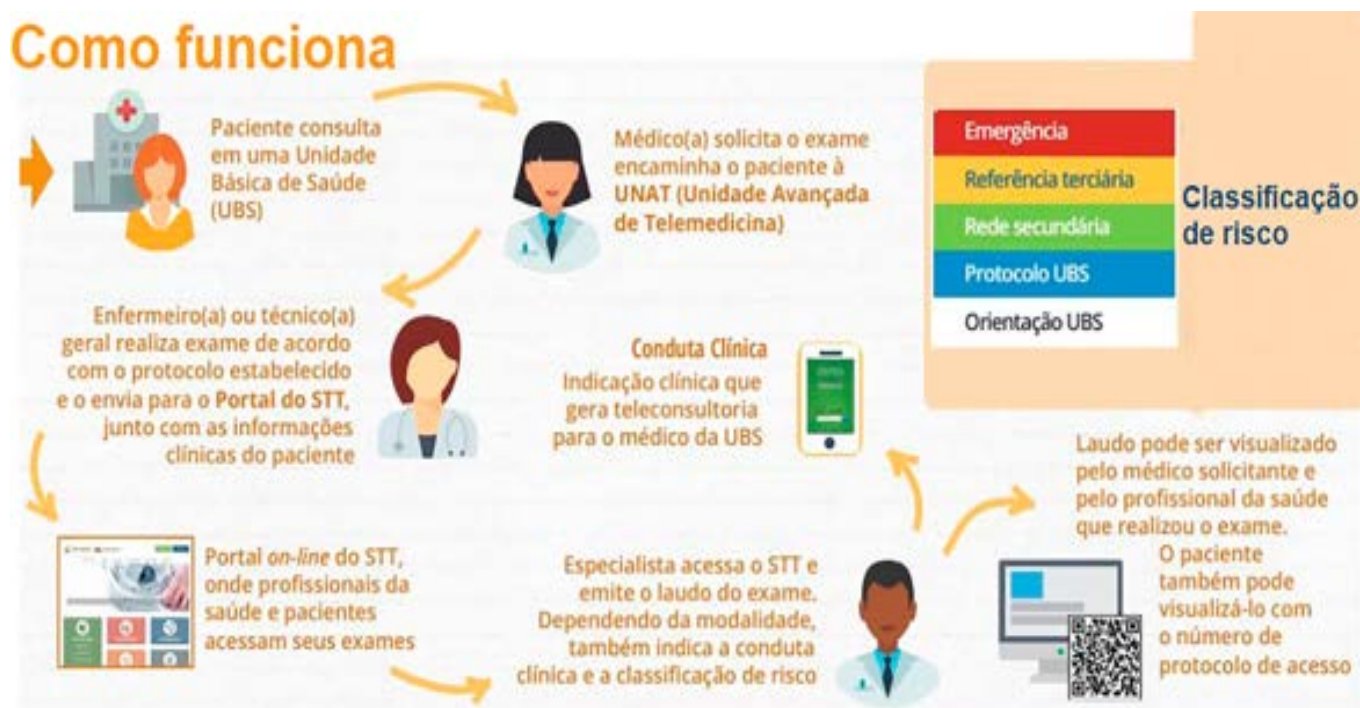 Como funciona
Paciente consulta
em uma Unidade
Básica de Saúde
(UBS)
Médico(a) solicita o exame
encaminha o paciente à
UNAT (Unidade Avançada
de Telemedicina)
Enfermeiro(a) ou técnico(a)
geral realiza exame de acordo
com o protocolo estabelecido
e o envia para o Portal do STT,
junto com as informações
clínicas do paciente
Portal on-line do STT,
onde profissionais da
saúde e pacientes
acessam seus exames
Especialista acessa o STT e
emite o laudo do exame.
Dependendo da modalidade,
também indica a conduta
clínica e a classificação de risco
Conduta Clínica
Indicação clínica que
gera teleconsultoria
para o médico da UBS
Laudo pode ser visualizado
pelo médico solicitante e
pelo profissional da saúde
que realizou o exame.
O paciente
também pode
visualizá-lo com
o número de
protocolo de acesso
Emergência
Referência terciária
Rede secundária
Protocolo UBS
Orientação UBS
Classificação
de risco